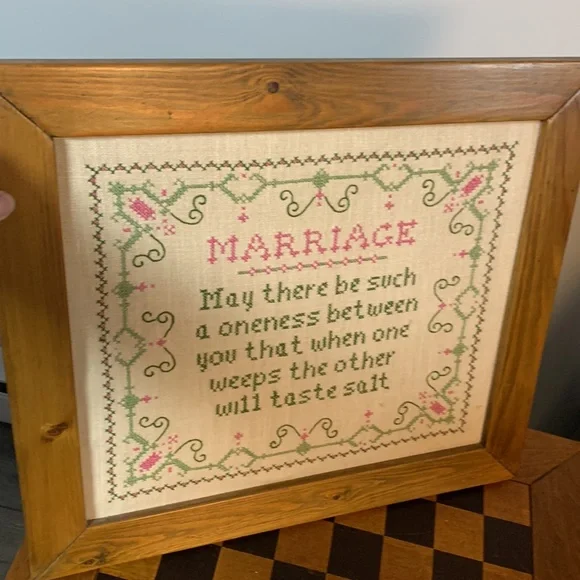 MARRIAGE
May there be such
a oneness between
you that when one
weeps the other
will taste salt